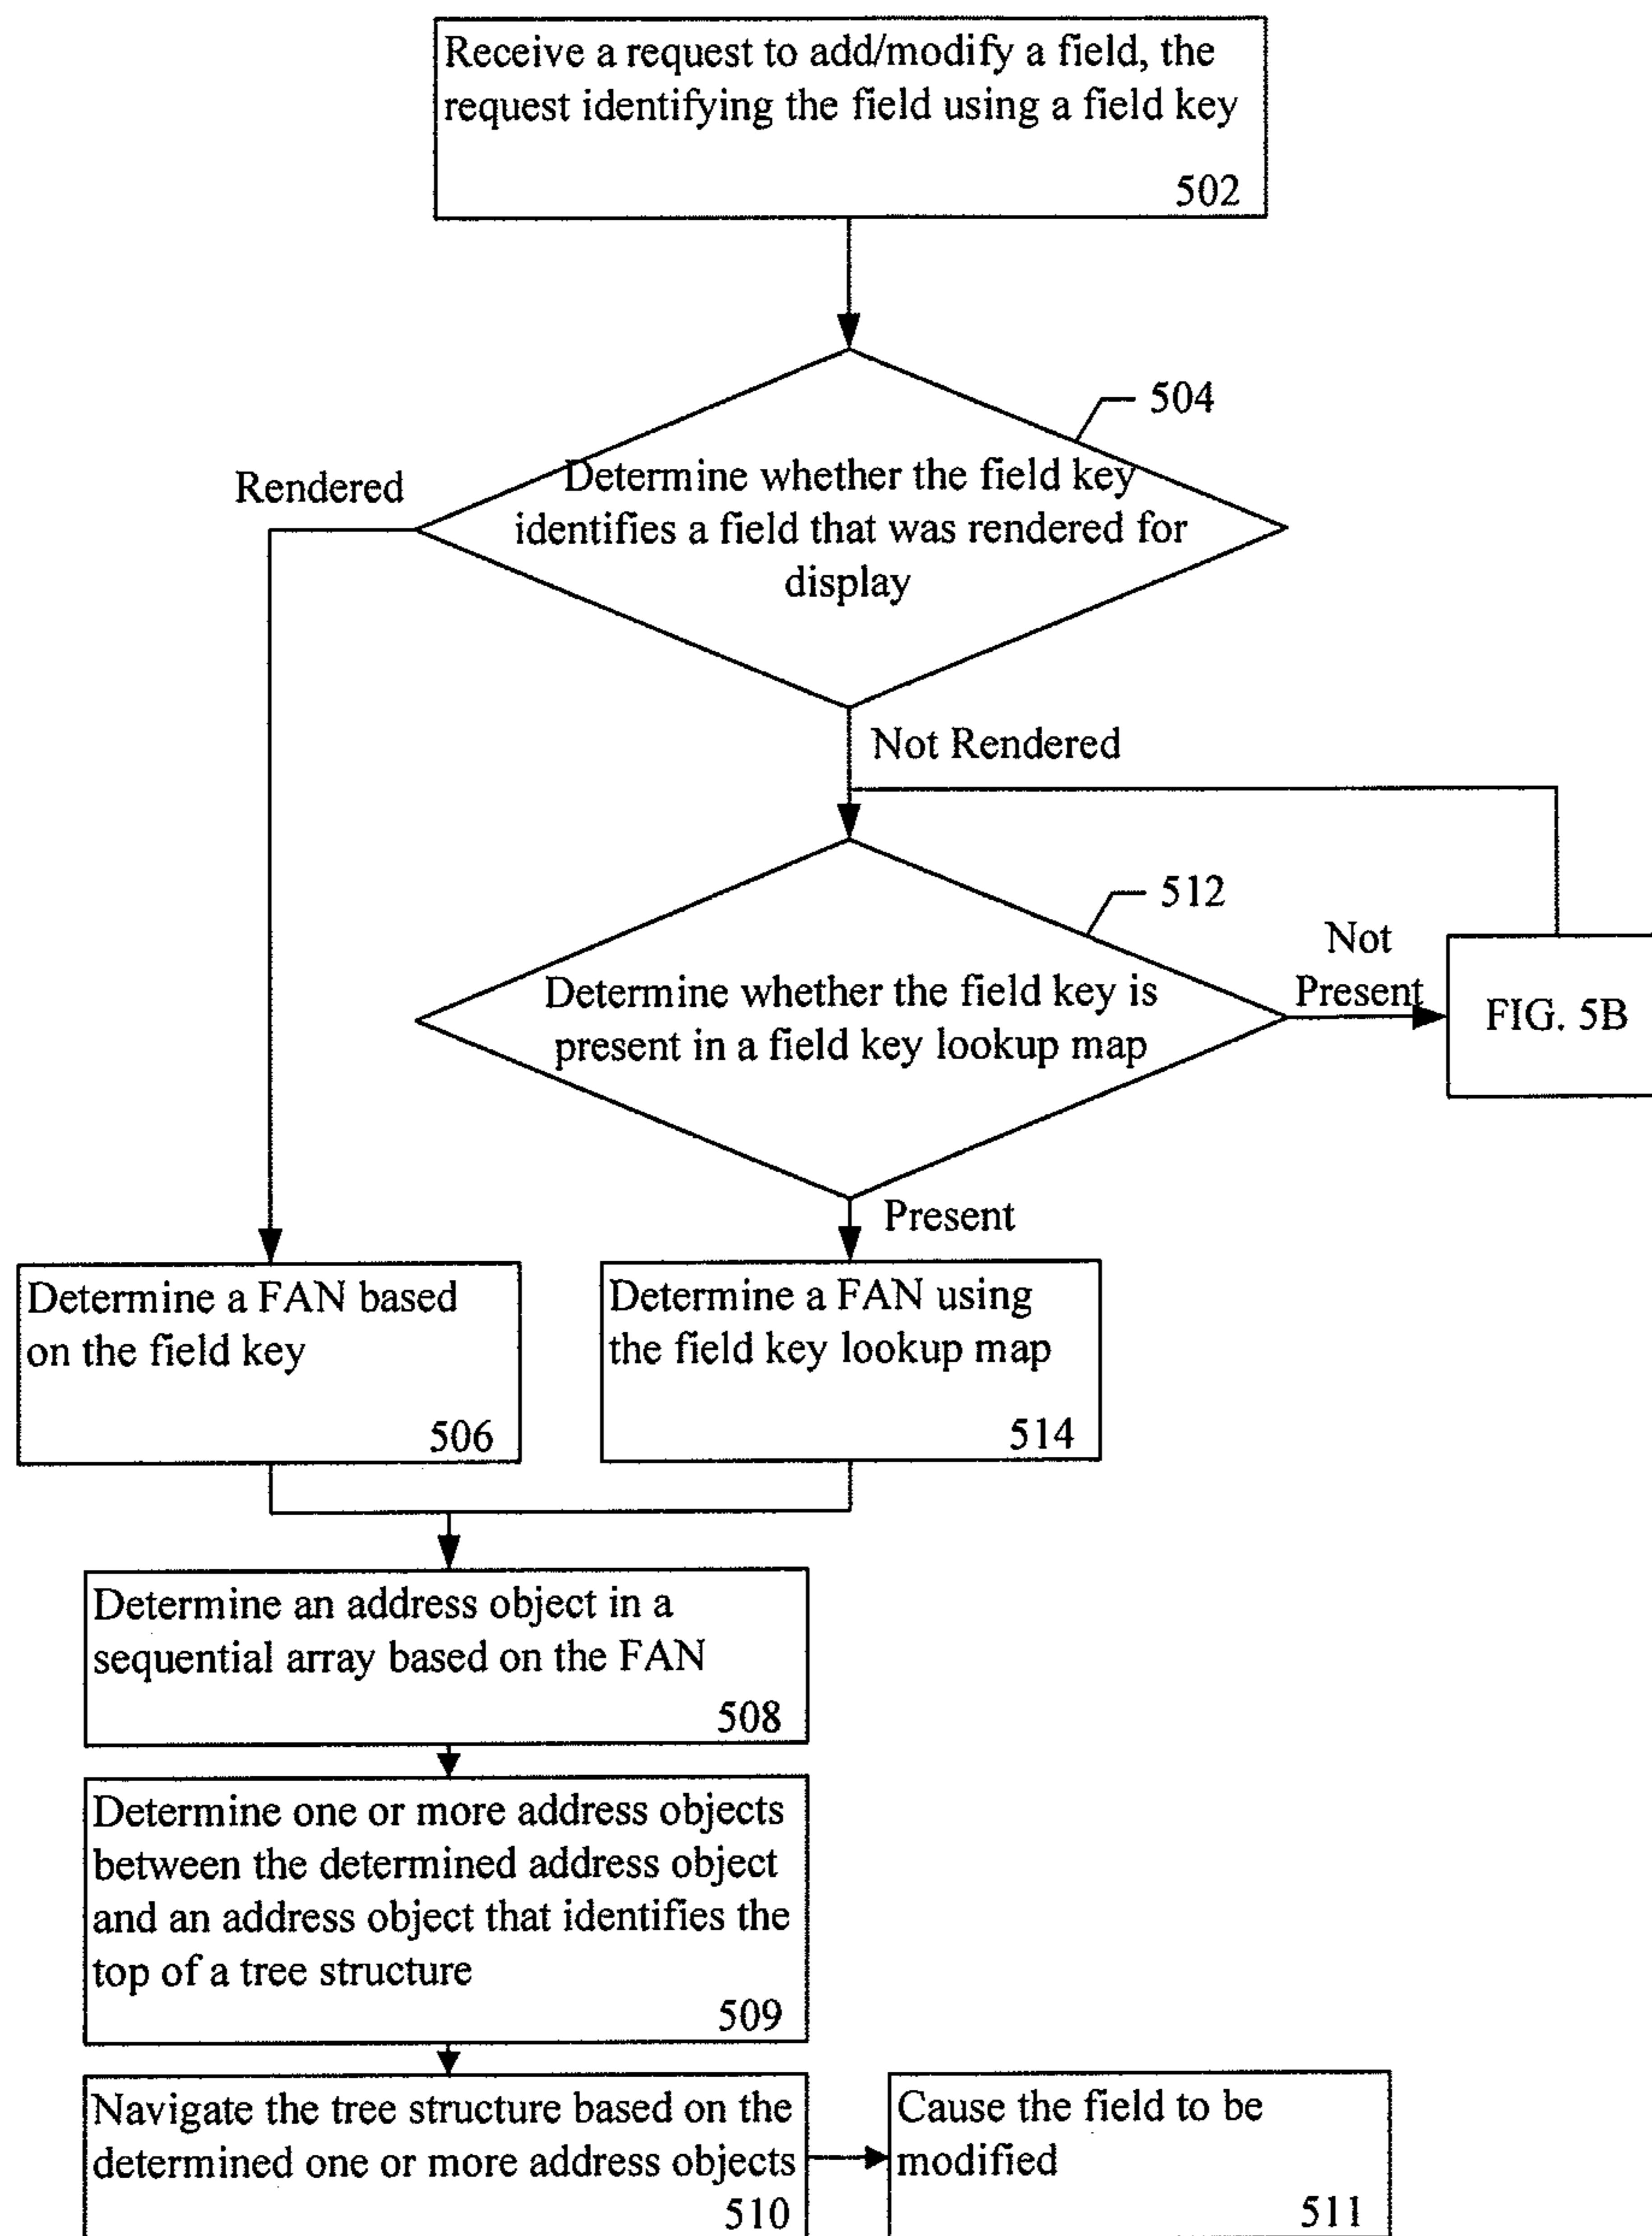 Receive a request to add/modify a field, the
request identifying the field using a field key
502
504
Rendered
Determine whether the field key
identifies a field that was rendered for
display
Not Rendered
512
Not
Present
Determine whether the field key is
present in a field key lookup map
FIG. 5B
Present
Determine a FAN based
on the field key
506
Determine a FAN using
the field key lookup map
514
Determine an address object in a
sequential array based on the FAN
508
Determine one or more address objects
between the determined address object
and an address object that identifies the
top of a tree structure
509
Navigate the tree structure based on the
determined one or more address objects
510
Cause the field to be
modified
511